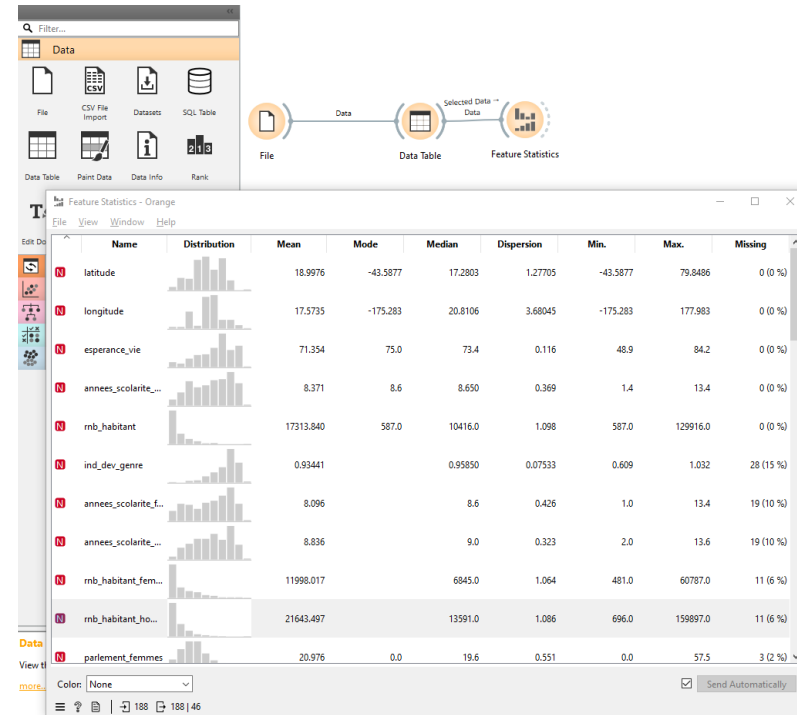 Filter...
Data
File
CSV File Import
Datasets
SQL Table
Data Table
Paint Data
Data Info
Rank
File
Data
Data Table
Selected Data → Data
Feature Statistics
Edit Do
Feature Statistics - Orange
File View Window Help
Name Distribution Mean Mode Median Dispersion Min. Max. Missing
N latitude 18.9976 -43.5877 17.2803 1.27705 -43.5877 79.8486 0 (0 %)
N longitude 17.5735 -175.283 20.8106 3.68045 -175.283 177.983 0 (0 %)
N esperance_vie 71.354 75.0 73.4 0.116 48.9 84.2 0 (0 %)
N annees_scolarite_... 8.371 8.6 8.650 0.369 1.4 13.4 0 (0 %)
N rnb_habitant 17313.840 587.0 10416.0 1.098 587.0 129916.0 0 (0 %)
N ind_dev_genre 0.93441 0.95850 0.07533 0.609 1.032 28 (15 %)
N annees_scolarite_f... 8.096 8.6 0.426 1.0 13.4 19 (10 %)
N annees_scolarite_... 8.836 9.0 0.323 2.0 13.6 19 (10 %)
N rnb_habitant_fem... 11998.017 6845.0 1.064 481.0 60787.0 11 (6 %)
N rnb_habitant_ho... 21643.497 13591.0 1.086 696.0 159897.0 11 (6 %)
N parlement_femmes 20.976 0.0 19.6 0.551 0.0 57.5 3 (2 %)
Data
View t
more..
Color: None
Send Automatically
188 188 | 46